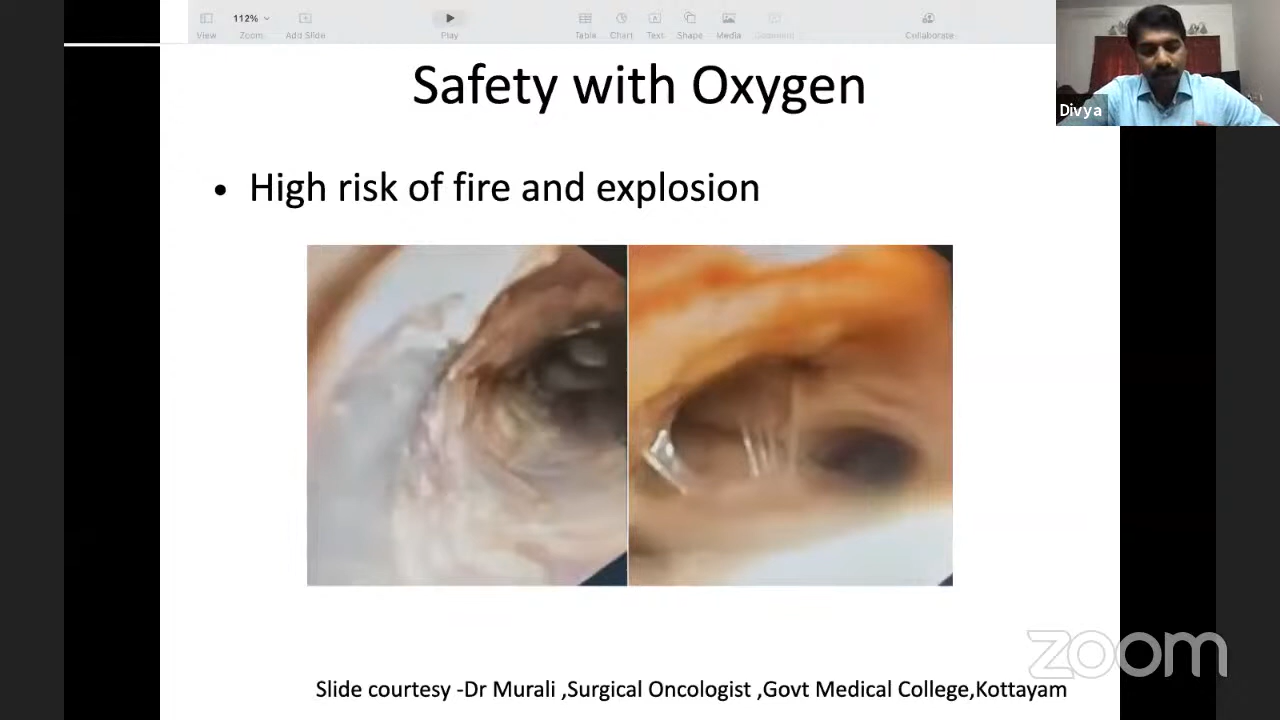 112%
View
Zoom
Add Slide
Play
Table
Chart
Text
Shape
Media
Comment
Collaborate
Divya
Safety with Oxygen
• High risk of fire and explosion
zoom
Slide courtesy -Dr Murali ,Surgical Oncologist ,Govt Medical College,Kottayam